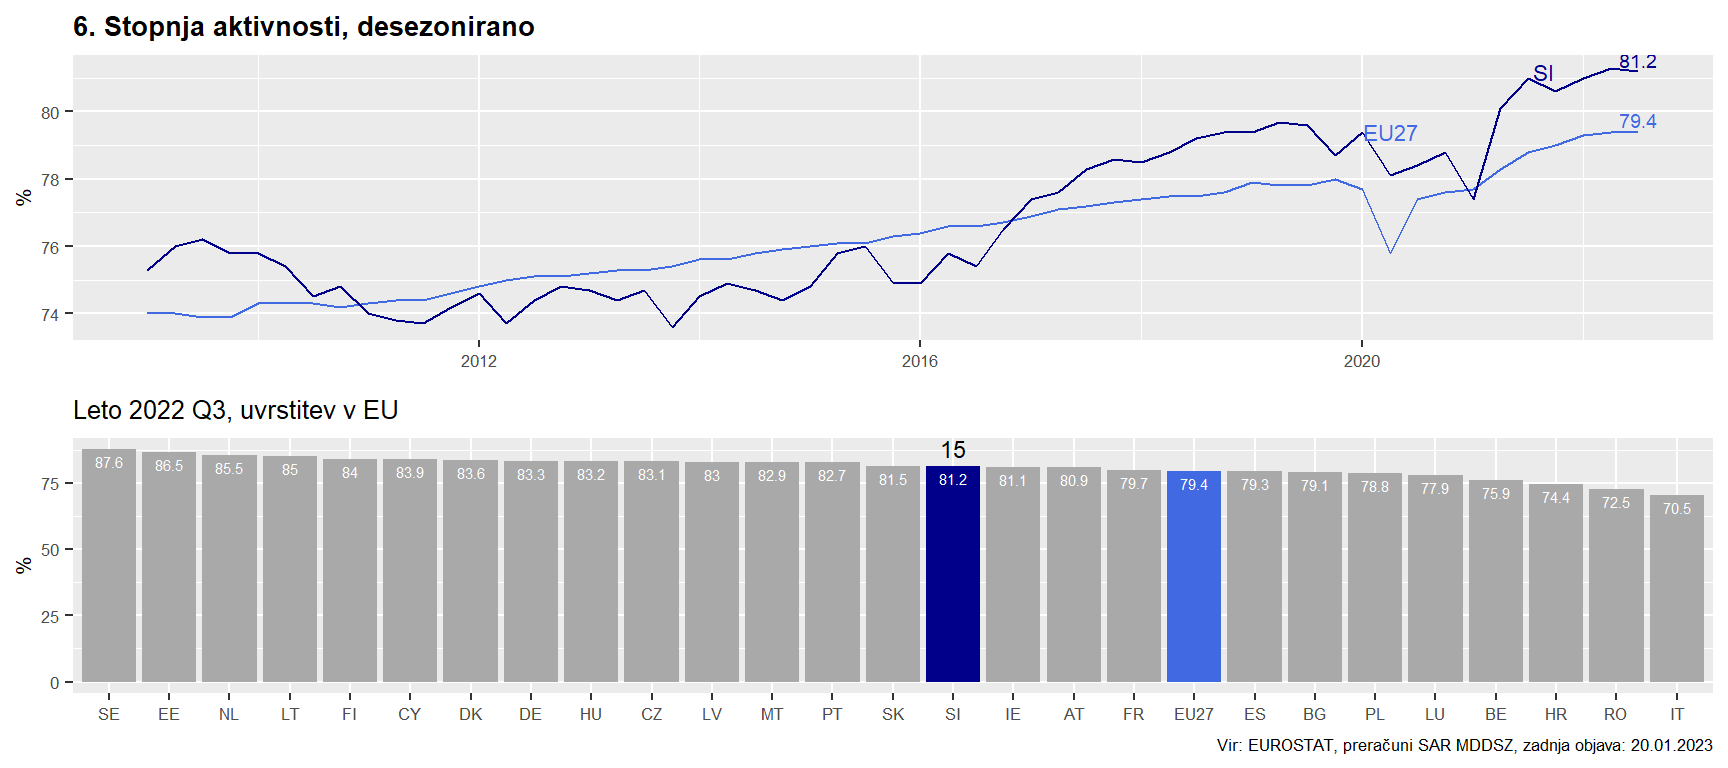 6. Stopnja aktivnosti, desezonirano
%
80
78
76
74
SI
81.2
EU27
79.4
2012 2016 2020
Leto 2022 Q3, uvrstitev v EU
%
75
50
25
0
15
87.6 86.5 85.5 85 84 83.9 83.6 83.3 83.2 83.1 83 82.9 82.7 81.5 81.2 81.1 80.9 79.7 79.4 79.3 79.1 78.8 77.9 75.9 74.4 72.5 70.5
SE EE NL LT FI CY DK DE HU CZ LV MT PT SK SI IE AT FR EU27 ES BG PL LU BE HR RO IT
Vir: EUROSTAT, preračuni SAR MDDSZ, zadnja objava: 20.01.2023